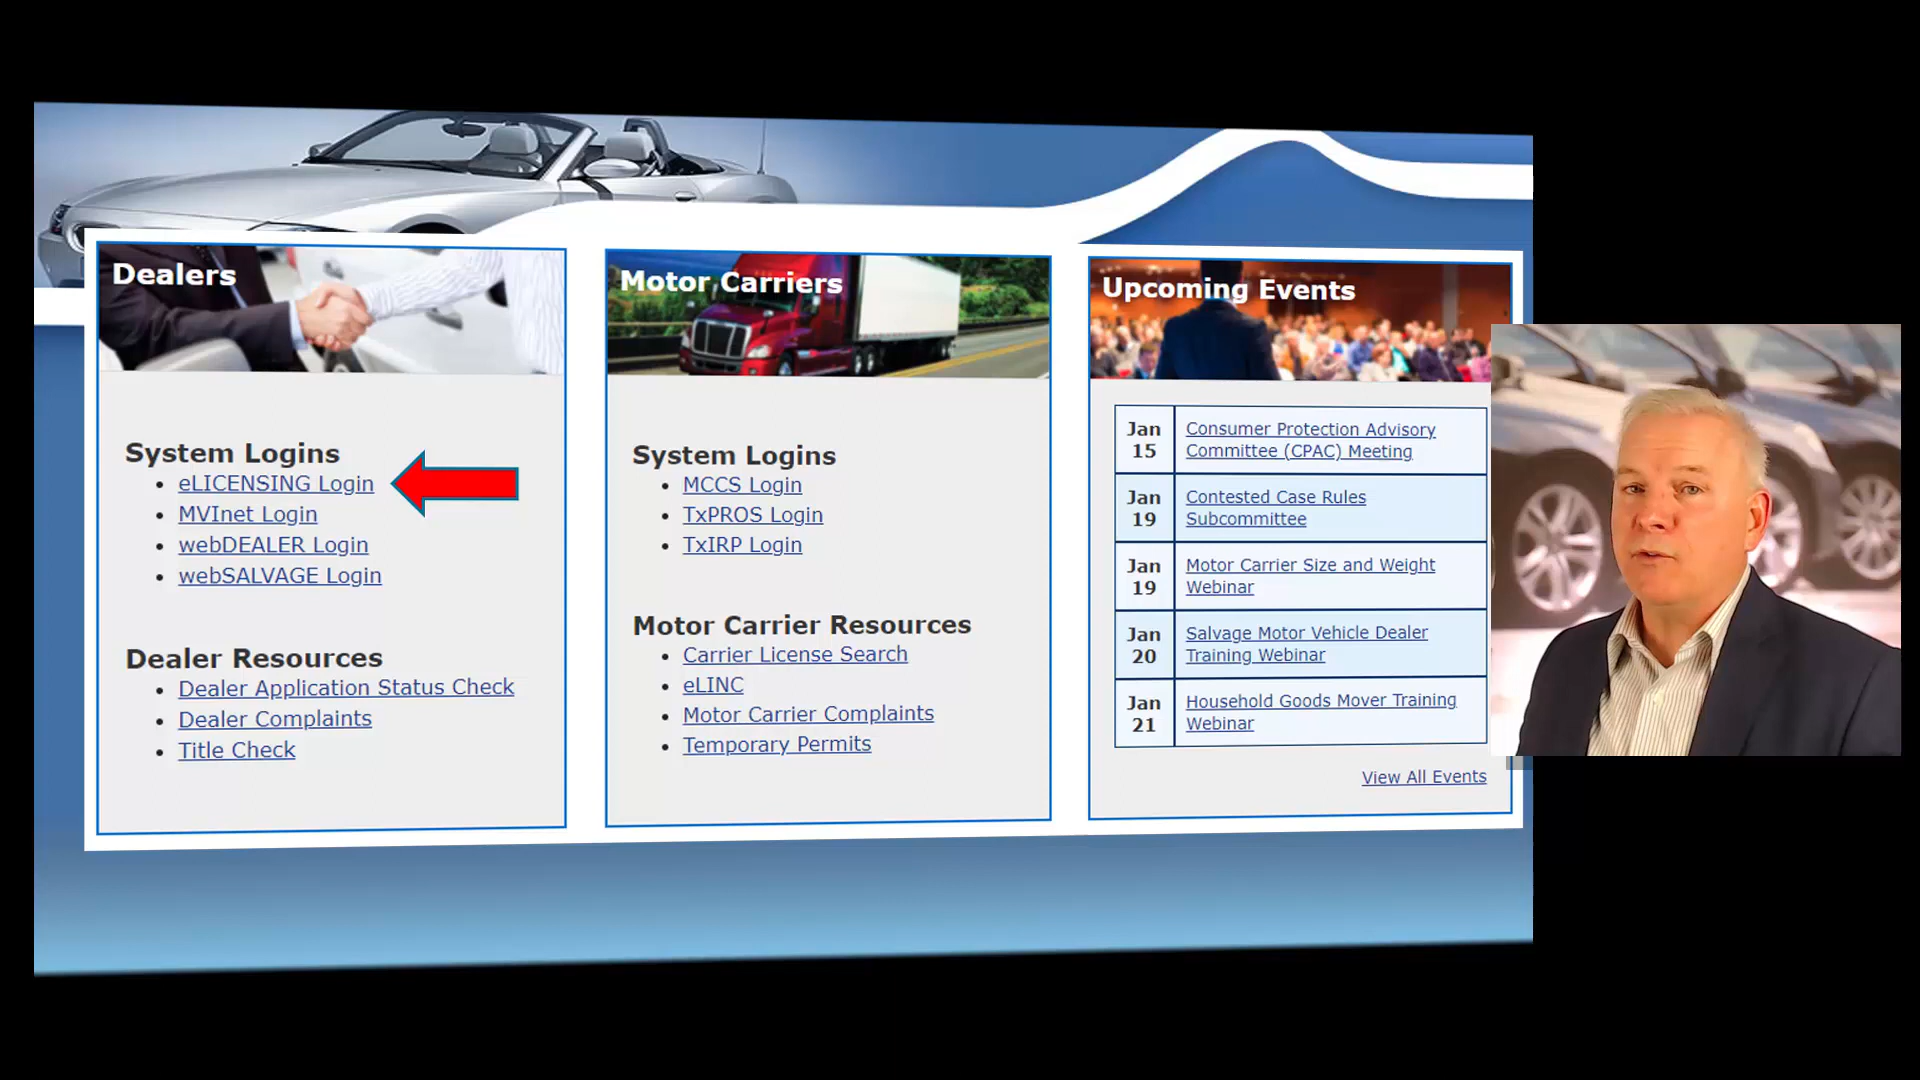 Dealers
System Logins
eLICENSING Login
MVInet Login
webDEALER Login
webSALVAGE Login
Dealer Resources
Dealer Application Status Check
Dealer Complaints
Title Check
Motor Carriers
System Logins
MCCS Login
TxPROS Login
TxIRP Login
Motor Carrier Resources
Carrier License Search
eLINC
Motor Carrier Complaints
Temporary Permits
Upcoming Events
Jan
15
Consumer Protection Advisory
Committee (CPAC) Meeting
Jan
19
Contested Case Rules
Subcommittee
Jan
19
Motor Carrier Size and Weight
Webinar
Jan
20
Salvage Motor Vehicle Dealer
Training Webinar
Jan
21
Household Goods Mover Training
Webinar
View All Events